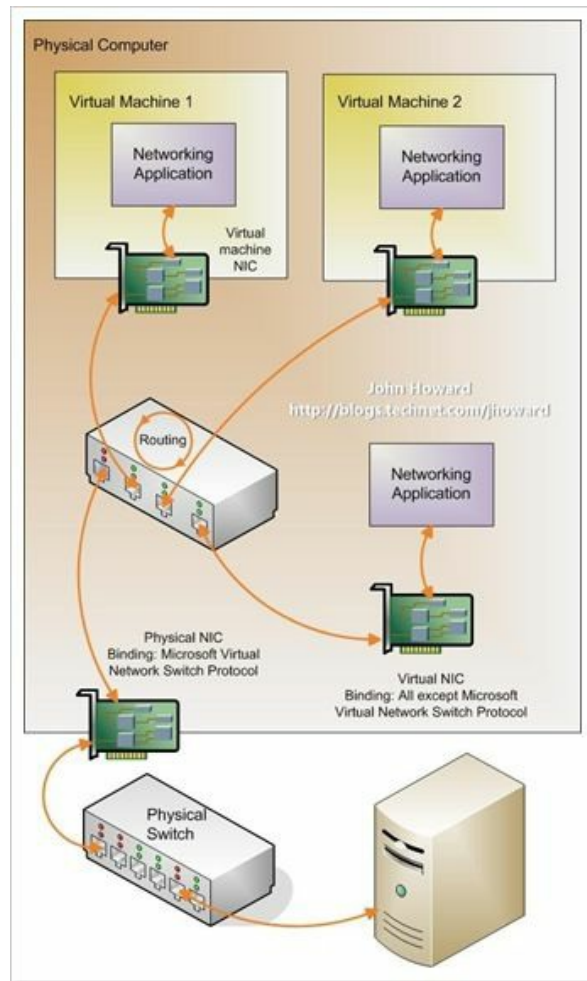 Physical Computer
Virtual Machine 1
Virtual Machine 2
Networking
Application
Networking
Application
Virtual
machine
NIC
John Howard
http://blogs.technet.com/jhoward
Routing
Networking
Application
Physical NIC
Binding: Microsoft Virtual
Network Switch Protocol
Virtual NIC
Binding: All except Microsoft
Virtual Network Switch Protocol
Physical
Switch